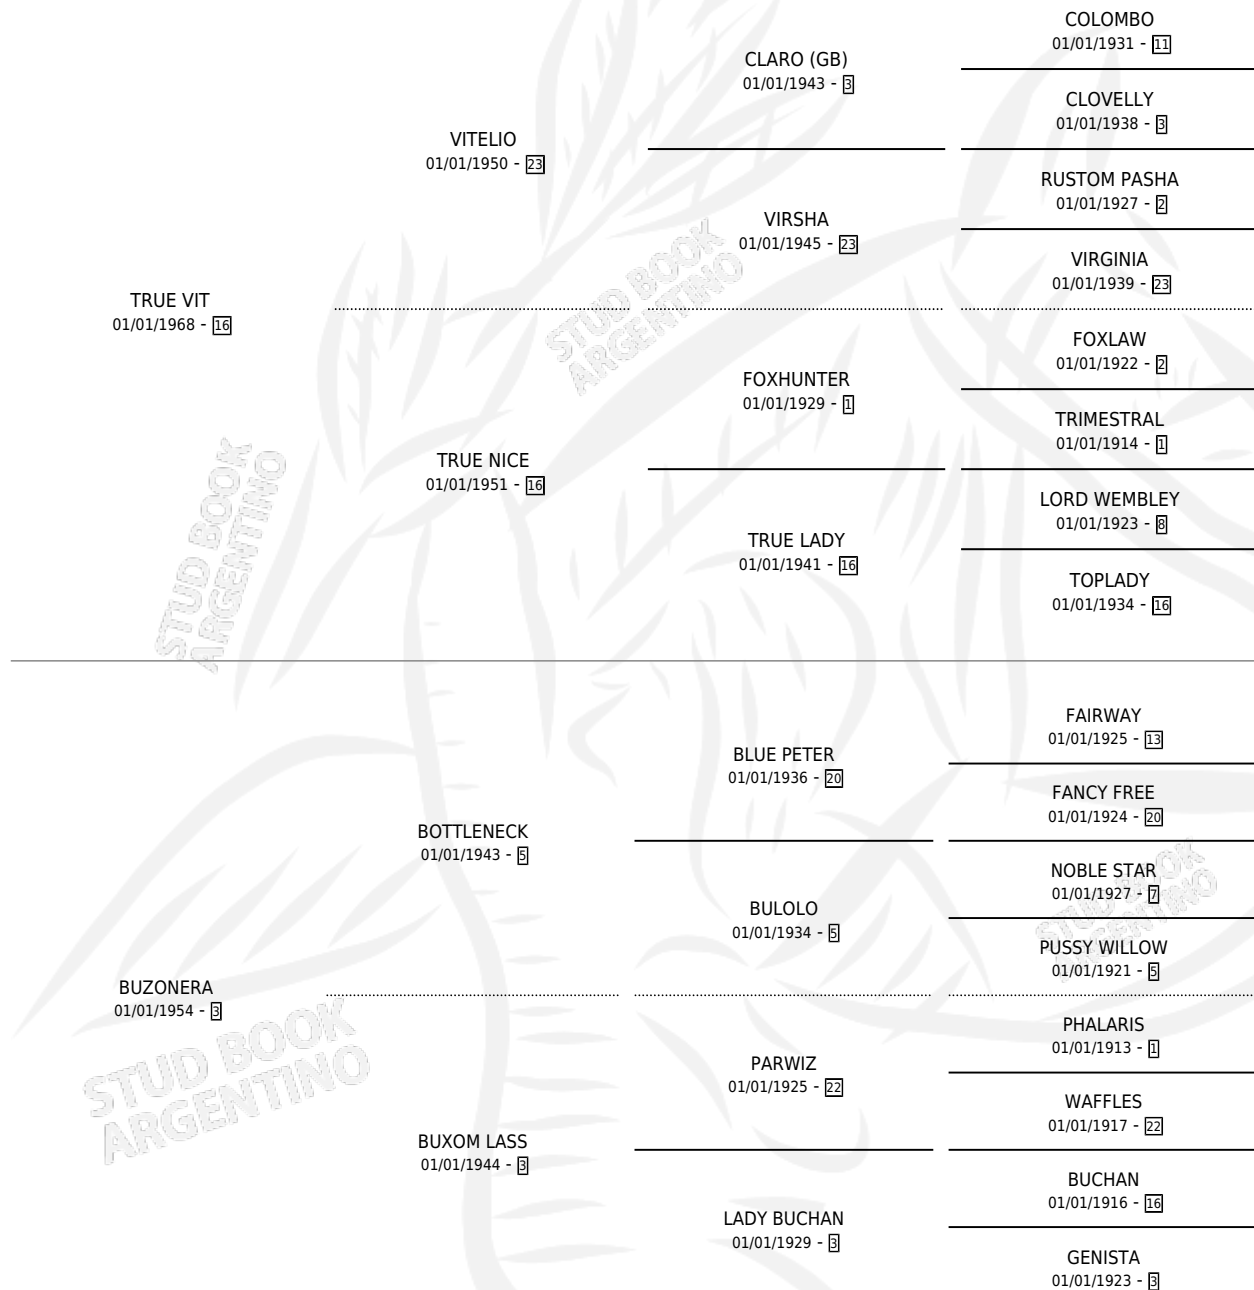 COLOMBO
01/01/1931 - 11
CLARO (GB)
01/01/1943 - 3
CLOVELLY
01/01/1938 - 3
VITELIO
01/01/1950 - 23
RUSTOM PASHA
01/01/1927 - 2
VIRSHA
01/01/1945 - 23
VIRGINIA
01/01/1939 - 23
TRUE VIT
01/01/1968 - 16
STUD BOOK
ARGENTINO
FOXLAW
01/01/1922 - 2
FOXHUNTER
01/01/1929 - 1
TRIMESTRAL
01/01/1914 - 1
TRUE NICE
01/01/1951 - 16
LORD WEMBLEY
01/01/1923 - 8
TRUE LADY
01/01/1941 - 16
TOPLADY
01/01/1934 - 16
STUD BOOK
ARGENTINO
FAIRWAY
01/01/1925 - 13
BLUE PETER
01/01/1936 - 20
FANCY FREE
01/01/1924 - 20
BOTTLENECK
01/01/1943 - 5
NOBLE STAR
01/01/1927 - 7
BULOLO
01/01/1934 - 5
PUSSY WILLOW
01/01/1921 - 5
STUD BOOK
ARGENTINO
BUZONERA
01/01/1954 - 3
PHALARIS
01/01/1913 - 1
PARWIZ
01/01/1925 - 22
WAFFLES
01/01/1917 - 22
STUD BOOK
ARGENTINO
BUXOM LASS
01/01/1944 - 3
BUCHAN
01/01/1916 - 16
LADY BUCHAN
01/01/1929 - 3
GENISTA
01/01/1923 - 3